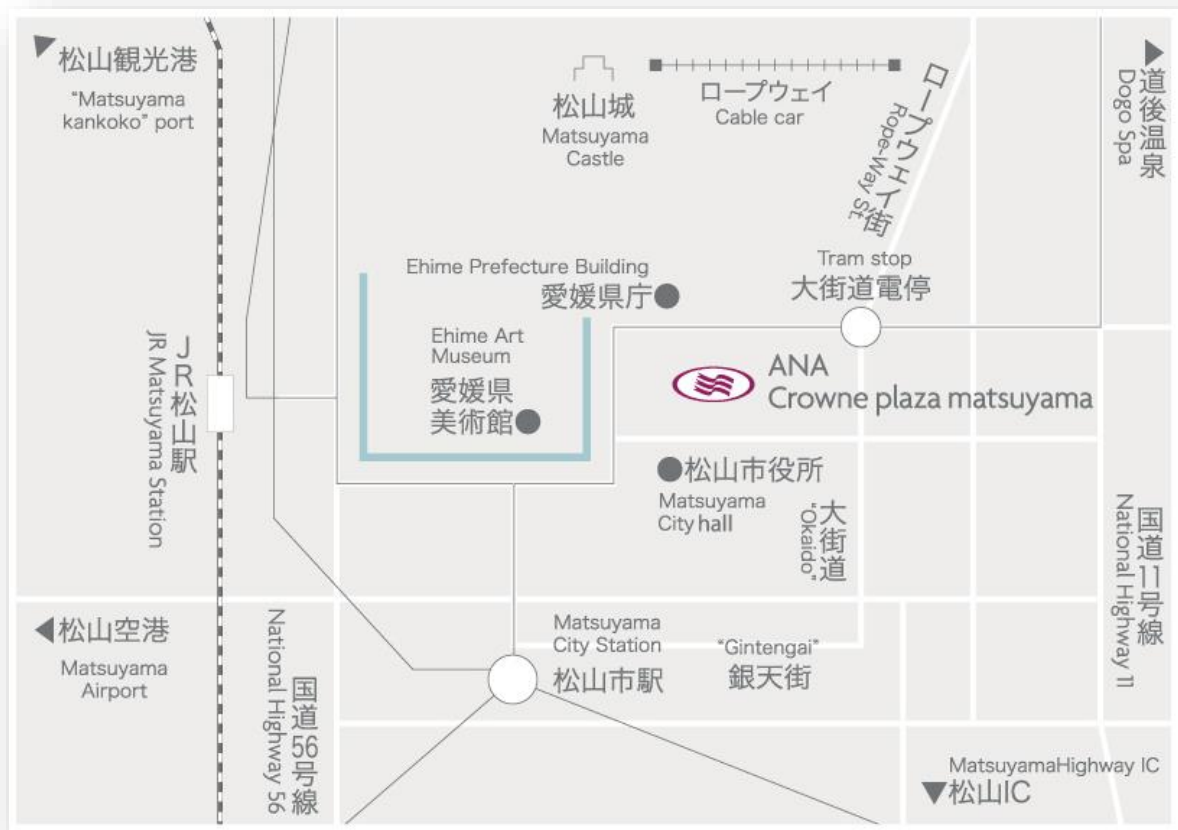 松山観光港
"Matsuyama
kankoko" port
松山城
Matsuyama
Castle
ロープウェイ
Cable car
ロープウェイ街
Rope-Way St.
道後温泉
Dogo Spa
Ehime Prefecture Building
愛媛県庁
Tram stop
大街道電停
Ehime Art
Museum
愛媛県
美術館
ANA
Crowne plaza matsuyama
JR松山駅
JR Matsuyama Station
松山市役所
Matsuyama
City hall
大街道
"Okaido"
国道11号線
National Highway 11
松山空港
Matsuyama
Airport
国道56号線
National Highway 56
Matsuyama
City Station
松山市駅
"Gintengai"
銀天街
MatsuyamaHighway IC
松山IC